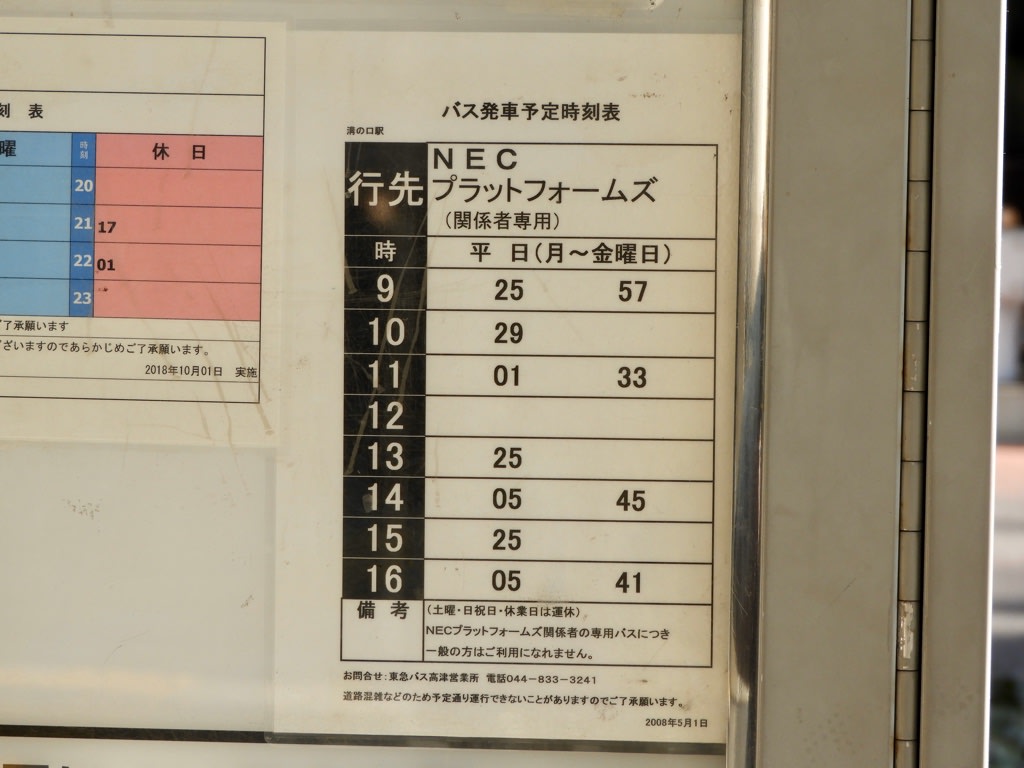 刻 表
曜 時刻 休 日
20
21 17
22 01
23
了承願います
ざいますのであらかじめご了承願います。
2018年10月01日 実施
バス発車予定時刻表
溝の口駅
行先 NEC
プラットフォームズ
（関係者専用）
時 平 日（月～金曜日）
9 25 57
10 29
11 01 33
12
13 25
14 05 45
15 25
16 05 41
備 考 （土曜・日祝日・休業日は運休）
NECプラットフォームズ関係者の専用バスにつき
一般の方はご利用になれません。
お問合せ：東急バス高津営業所 電話044－833－3241
道路混雑などのため予定通り運行できないことがありますのでご了承願います。
2008年5月1日